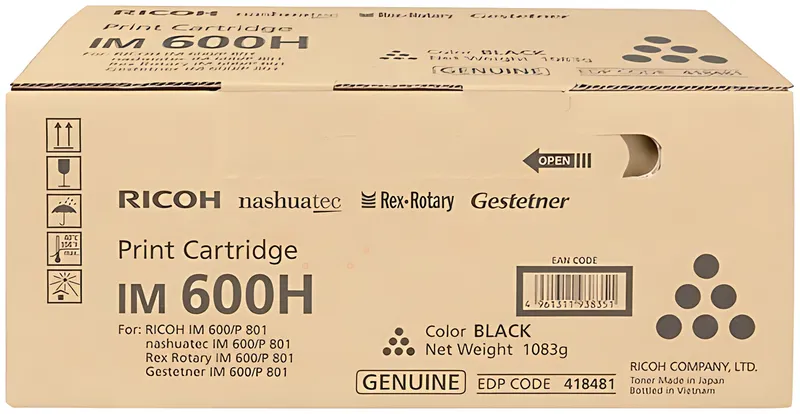 RICOH nashuatec Rex·Rotary Gestetner
Print Cartridge
IM 600H
Color BLACK
Net Weight 1083g
GENUINE
EDP CODE 418481
OPEN
RICOH nashuatec Rex·Rotary Gestetner
Print Cartridge
IM 600H
For: RICOH IM 600/P 801
nashuatec IM 600/P 801
Rex Rotary IM 600/P 801
Gestetner IM 600/P 801
Color BLACK
Net Weight 1083g
GENUINE
EDP CODE 418481
EAN CODE
4 961311 938351
RICOH COMPANY, LTD.
Toner Made in Japan
Bottled in Vietnam